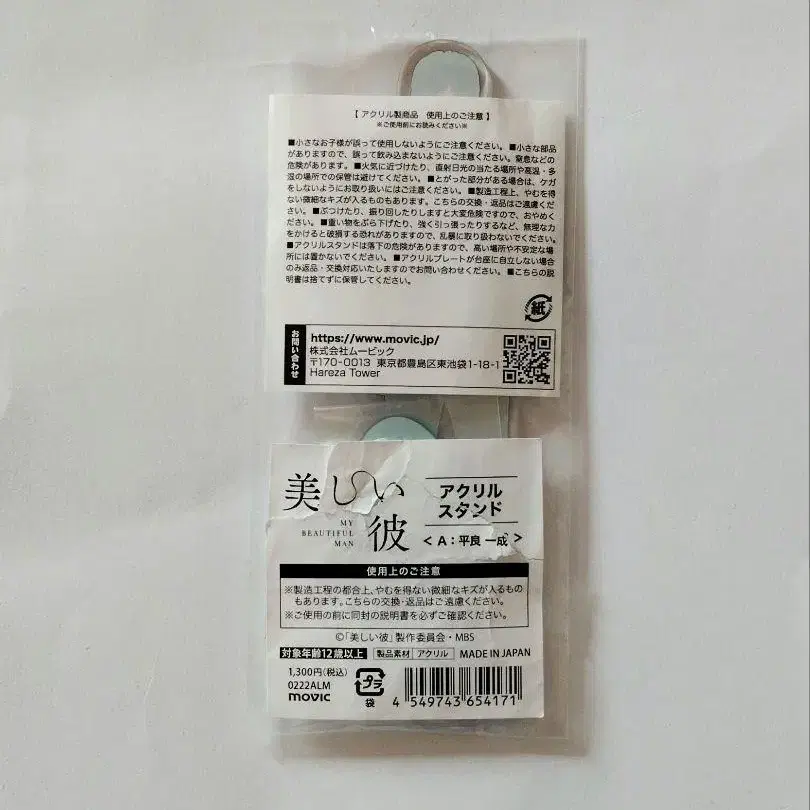 【 アクリル製商品　使用上のご注意 】
※ご使用前にお読みください※
■小さなお子様が誤って使用しないようにご注意ください。 ■小さな部品
がありますので、誤って飲み込まないようにご注意ください。窒息などの
危険があります。 ■火気に近づけたり、直射日光の当たる場所や高温・多
湿の場所での保管は避けてください。 ■とがった部分がある場合は、ケガ
をしないようにお取り扱いにはご注意ください。 ■製造工程上、やむを得
ない微細なキズが入るものもあります。こちらの交換・返品はご遠慮くだ
さい。 ■ぶつけたり、振り回したりしますと大変危険ですので、おやめく
ださい。 ■重い物をぶら下げたり、強く引っ張ったりするなど、無理な力
をかけると破損する恐れがありますので、乱暴に取り扱わないでください。
■アクリルスタンドは落下の危険がありますので、高い場所や不安定な場
所には置かないでください。 ■アクリルプレートが台座に自立しない場合
のみ返品・交換対応いたしますのでお問い合わせください。 ■こちらの説
明書は捨てずに保管してください。
紙
お問い合わせ
https://www.movic.jp/
株式会社ムービック
〒170-0013 東京都豊島区東池袋1-18-1
Hareza Tower
美しい彼
MY
BEAUTIFUL
MAN
アクリル
スタンド
< A : 平良 一成 >
使用上のご注意
※製造工程の都合上、やむを得ない微細なキズが入るもの
もあります。こちらの交換・返品はご遠慮ください。
※ご使用の前に同封の説明書を必ずご確認ください。
©「美しい彼」製作委員会・MBS
対象年齢12歳以上 製品素材 アクリル MADE IN JAPAN
1,300円(税込)
0222ALM
movic
プラ
袋
4 549743 654171